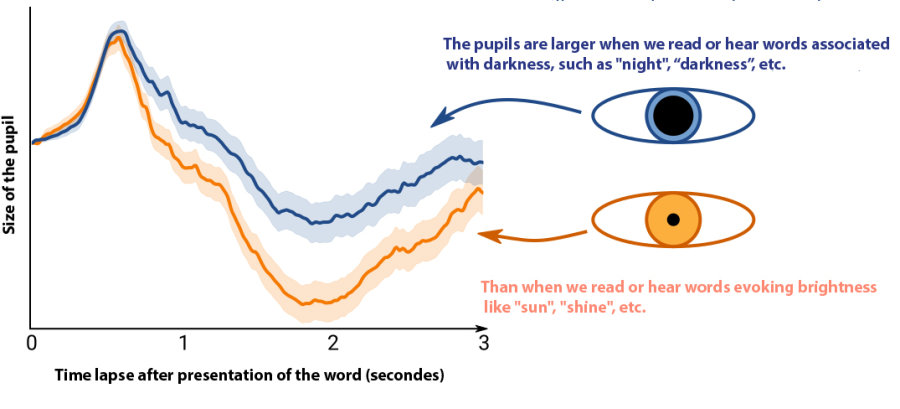 The pupils are larger when we read or hear words associated
with darkness, such as "night", “darkness”, etc.
Size of the pupil
Than when we read or hear words evoking brightness
like "sun", "shine", etc.
0 1 2 3
Time lapse after presentation of the word (secondes)